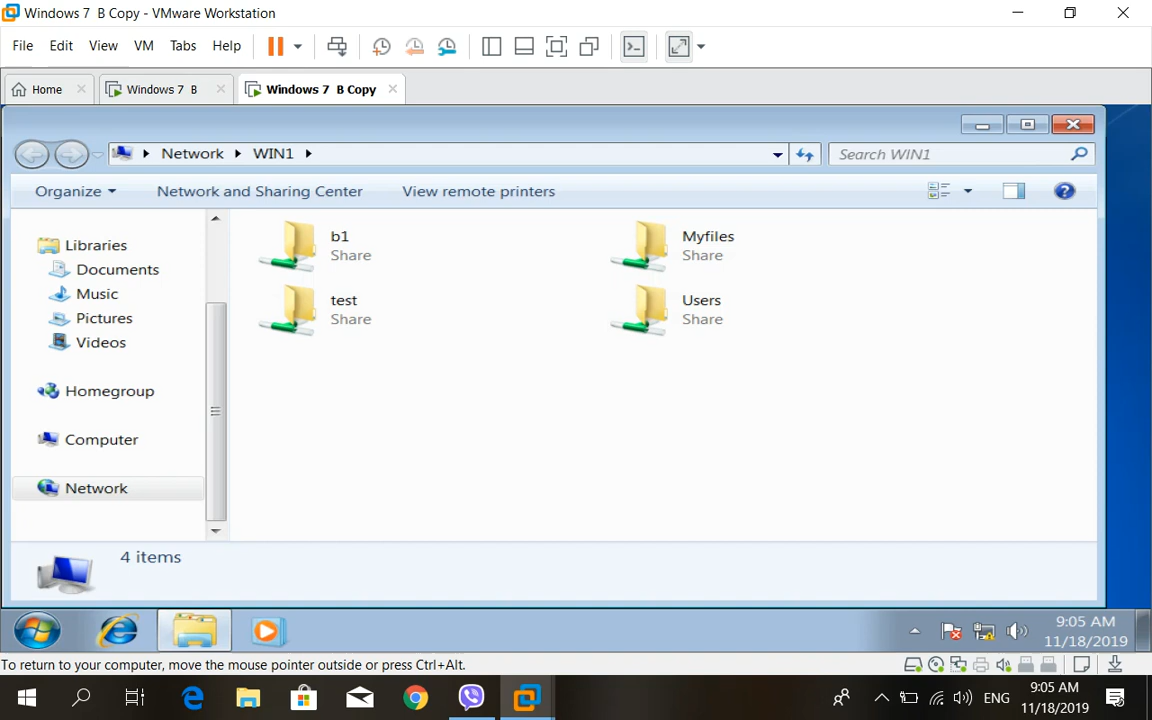 Windows 7 B Copy - VMware Workstation
File Edit View VM Tabs Help
Home Windows 7 B Windows 7 B Copy
Network WIN1 Search WIN1
Organize Network and Sharing Center View remote printers
Libraries
Documents
Music
Pictures
Videos
Homegroup
Computer
Network
b1
Share
Myfiles
Share
test
Share
Users
Share
4 items
9:05 AM
11/18/2019
To return to your computer, move the mouse pointer outside or press Ctrl+Alt.
ENG
9:05 AM
11/18/2019